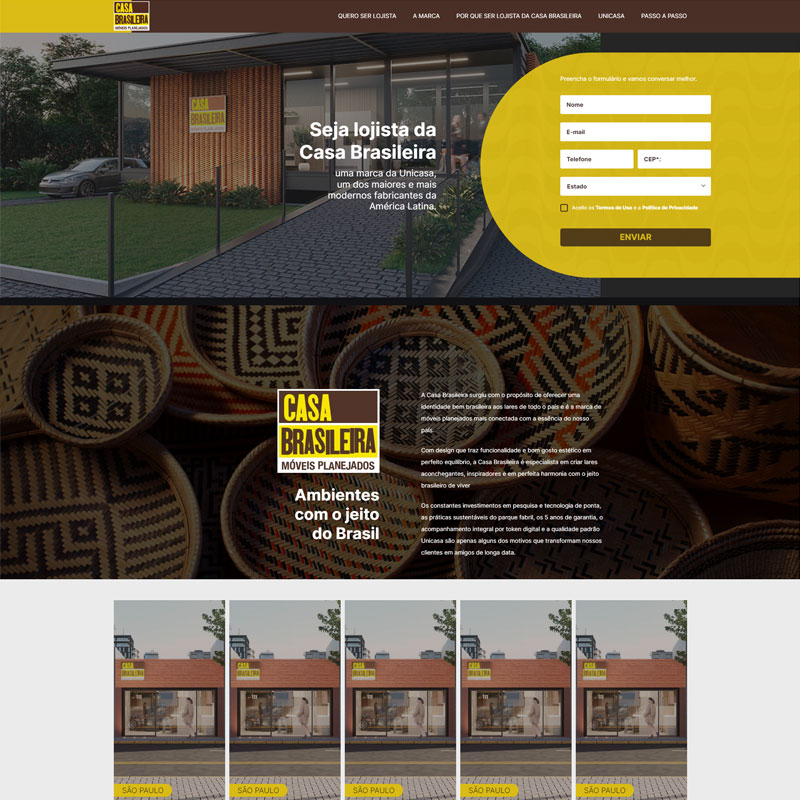 CASA
BRASILEIRA
MÓVEIS PLANEJADOS
QUERO SER LOJISTA
A MARCA
POR QUE SER LOJISTA DA CASA BRASILEIRA
UNICASA
PASSO A PASSO
CASA
BRASILEIRA
MÓVEIS PLANEJADOS
Seja lojista da
Casa Brasileira
uma marca da Unicasa,
um dos maiores e mais
modernos fabricantes da
América Latina.
Preencha o formulário e vamos conversar melhor.
Nome
E-mail
Telefone
CEP*:
Estado
Aceito os Termos de Uso e a Política de Privacidade
ENVIAR
CASA
BRASILEIRA
MÓVEIS PLANEJADOS
Ambientes
com o jeito
do Brasil
A Casa Brasileira surgiu com o propósito de oferecer uma
identidade bem brasileira aos lares de todo o país e é a marca de
móveis planejados mais conectada com a essência do nosso
país.
Com design que traz funcionalidade e bom gosto estético em
perfeito equilíbrio, a Casa Brasileira é especialista em criar lares
aconchegantes, inspiradores e em perfeita harmonia com o jeito
brasileiro de viver
Os constantes investimentos em pesquisa e tecnologia de ponta,
as práticas sustentáveis do parque fabril, os 5 anos de garantia, o
acompanhamento integral por token digital e a qualidade padrão
Unicasa são apenas alguns dos motivos que transformam nossos
clientes em amigos de longa data.
CASA
BRASILEIRA
CASA
BRASILEIRA
CASA
BRASILEIRA
CASA
BRASILEIRA
CASA
BRASILEIRA
SÃO PAULO
SÃO PAULO
SÃO PAULO
SÃO PAULO
SÃO PAULO